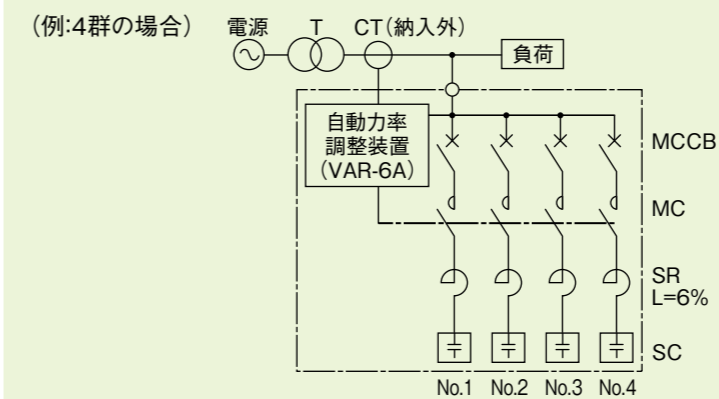 （例:4群の場合）
電源 T CT（納入外）
負荷
自動力率
調整装置
（VAR-6A）
MCCB
MC
SR
L=6%
SC
No.1 No.2 No.3 No.4